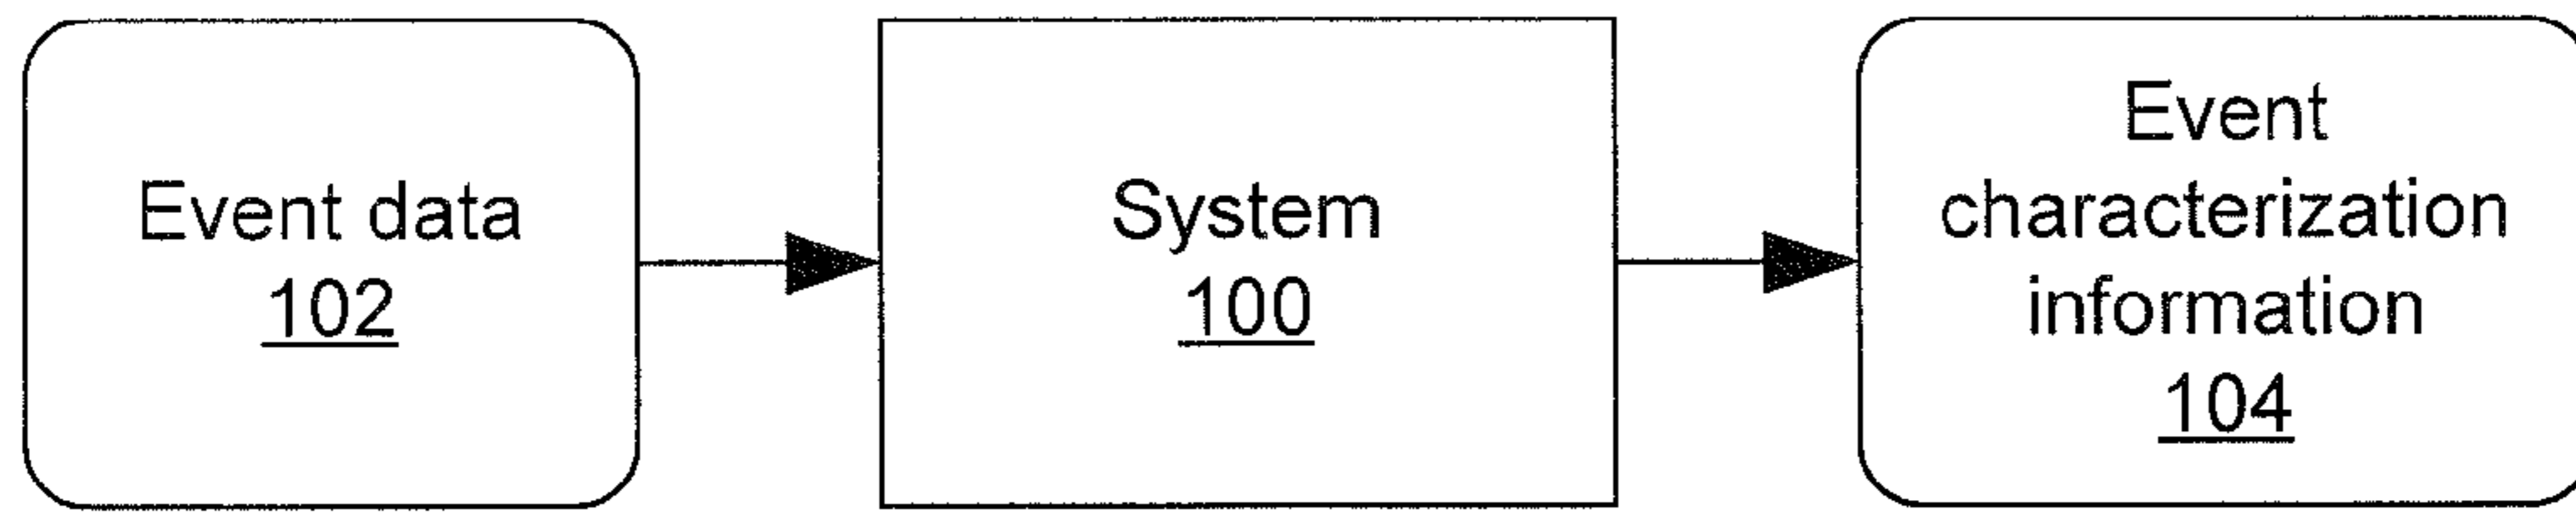 Event data
102
System
100
Event
characterization
information
104